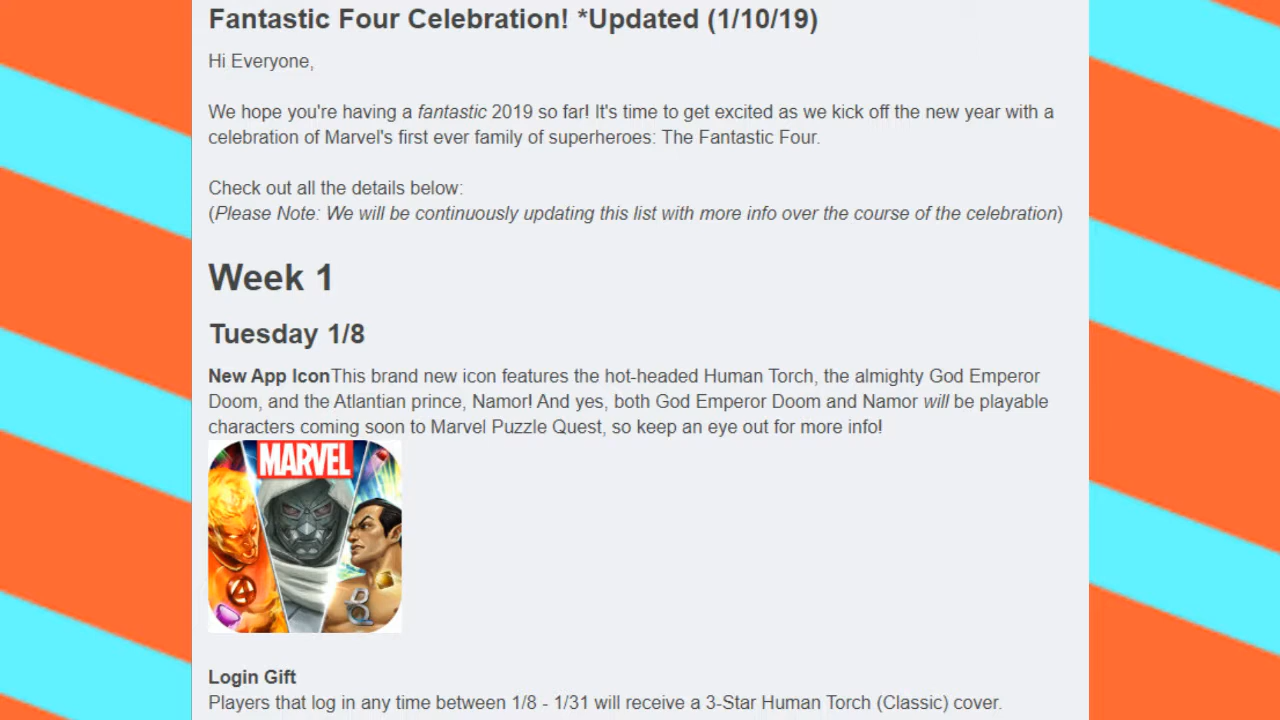 Fantastic Four Celebration! *Updated (1/10/19)
Hi Everyone,
We hope you're having a fantastic 2019 so far! It's time to get excited as we kick off the new year with a
celebration of Marvel's first ever family of superheroes: The Fantastic Four.
Check out all the details below:
(Please Note: We will be continuously updating this list with more info over the course of the celebration)
Week 1
Tuesday 1/8
New App IconThis brand new icon features the hot-headed Human Torch, the almighty God Emperor
Doom, and the Atlantian prince, Namor! And yes, both God Emperor Doom and Namor will be playable
characters coming soon to Marvel Puzzle Quest, so keep an eye out for more info!
MARVEL
4
Login Gift
Players that log in any time between 1/8 - 1/31 will receive a 3-Star Human Torch (Classic) cover.